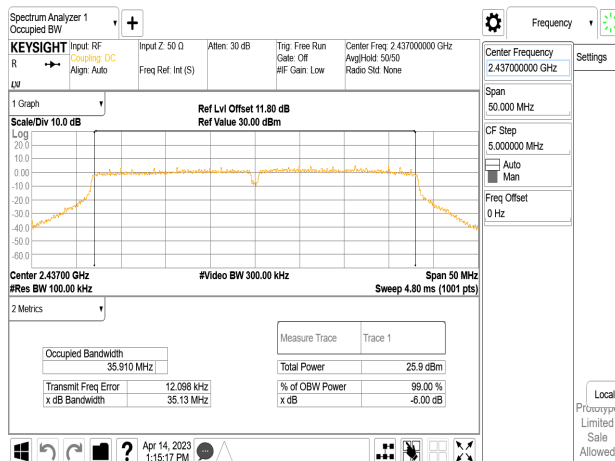 Spectrum Analyzer 1
Occupied BW
Frequency
KEYSIGHT
R
LXI
Input: RF
Coupling: DC
Align: Auto
Input Z: 50 Ω
Freq Ref: Int (S)
Atten: 30 dB
Trig: Free Run
Gate: Off
#IF Gain: Low
Center Freq: 2.437000000 GHz
Avg|Hold: 50/50
Radio Std: None
Center Frequency
2.437000000 GHz
Settings
Span
50.000 MHz
CF Step
5.000000 MHz
Auto
Man
Freq Offset
0 Hz
1 Graph
Scale/Div 10.0 dB
Ref Lvl Offset 11.80 dB
Ref Value 30.00 dBm
Log
20.0
10.0
0.00
-10.0
-20.0
-30.0
-40.0
-50.0
-60.0
Center 2.43700 GHz
#Res BW 100.00 kHz
#Video BW 300.00 kHz
Span 50 MHz
Sweep 4.80 ms (1001 pts)
2 Metrics
Measure Trace
Trace 1
Occupied Bandwidth
35.910 MHz
Total Power
25.9 dBm
Transmit Freq Error
12.098 kHz
% of OBW Power
99.00 %
x dB Bandwidth
35.13 MHz
x dB
-6.00 dB
Local
Prototype
Limited
Sale
Allowed
?
Apr 14, 2023
1:15:17 PM